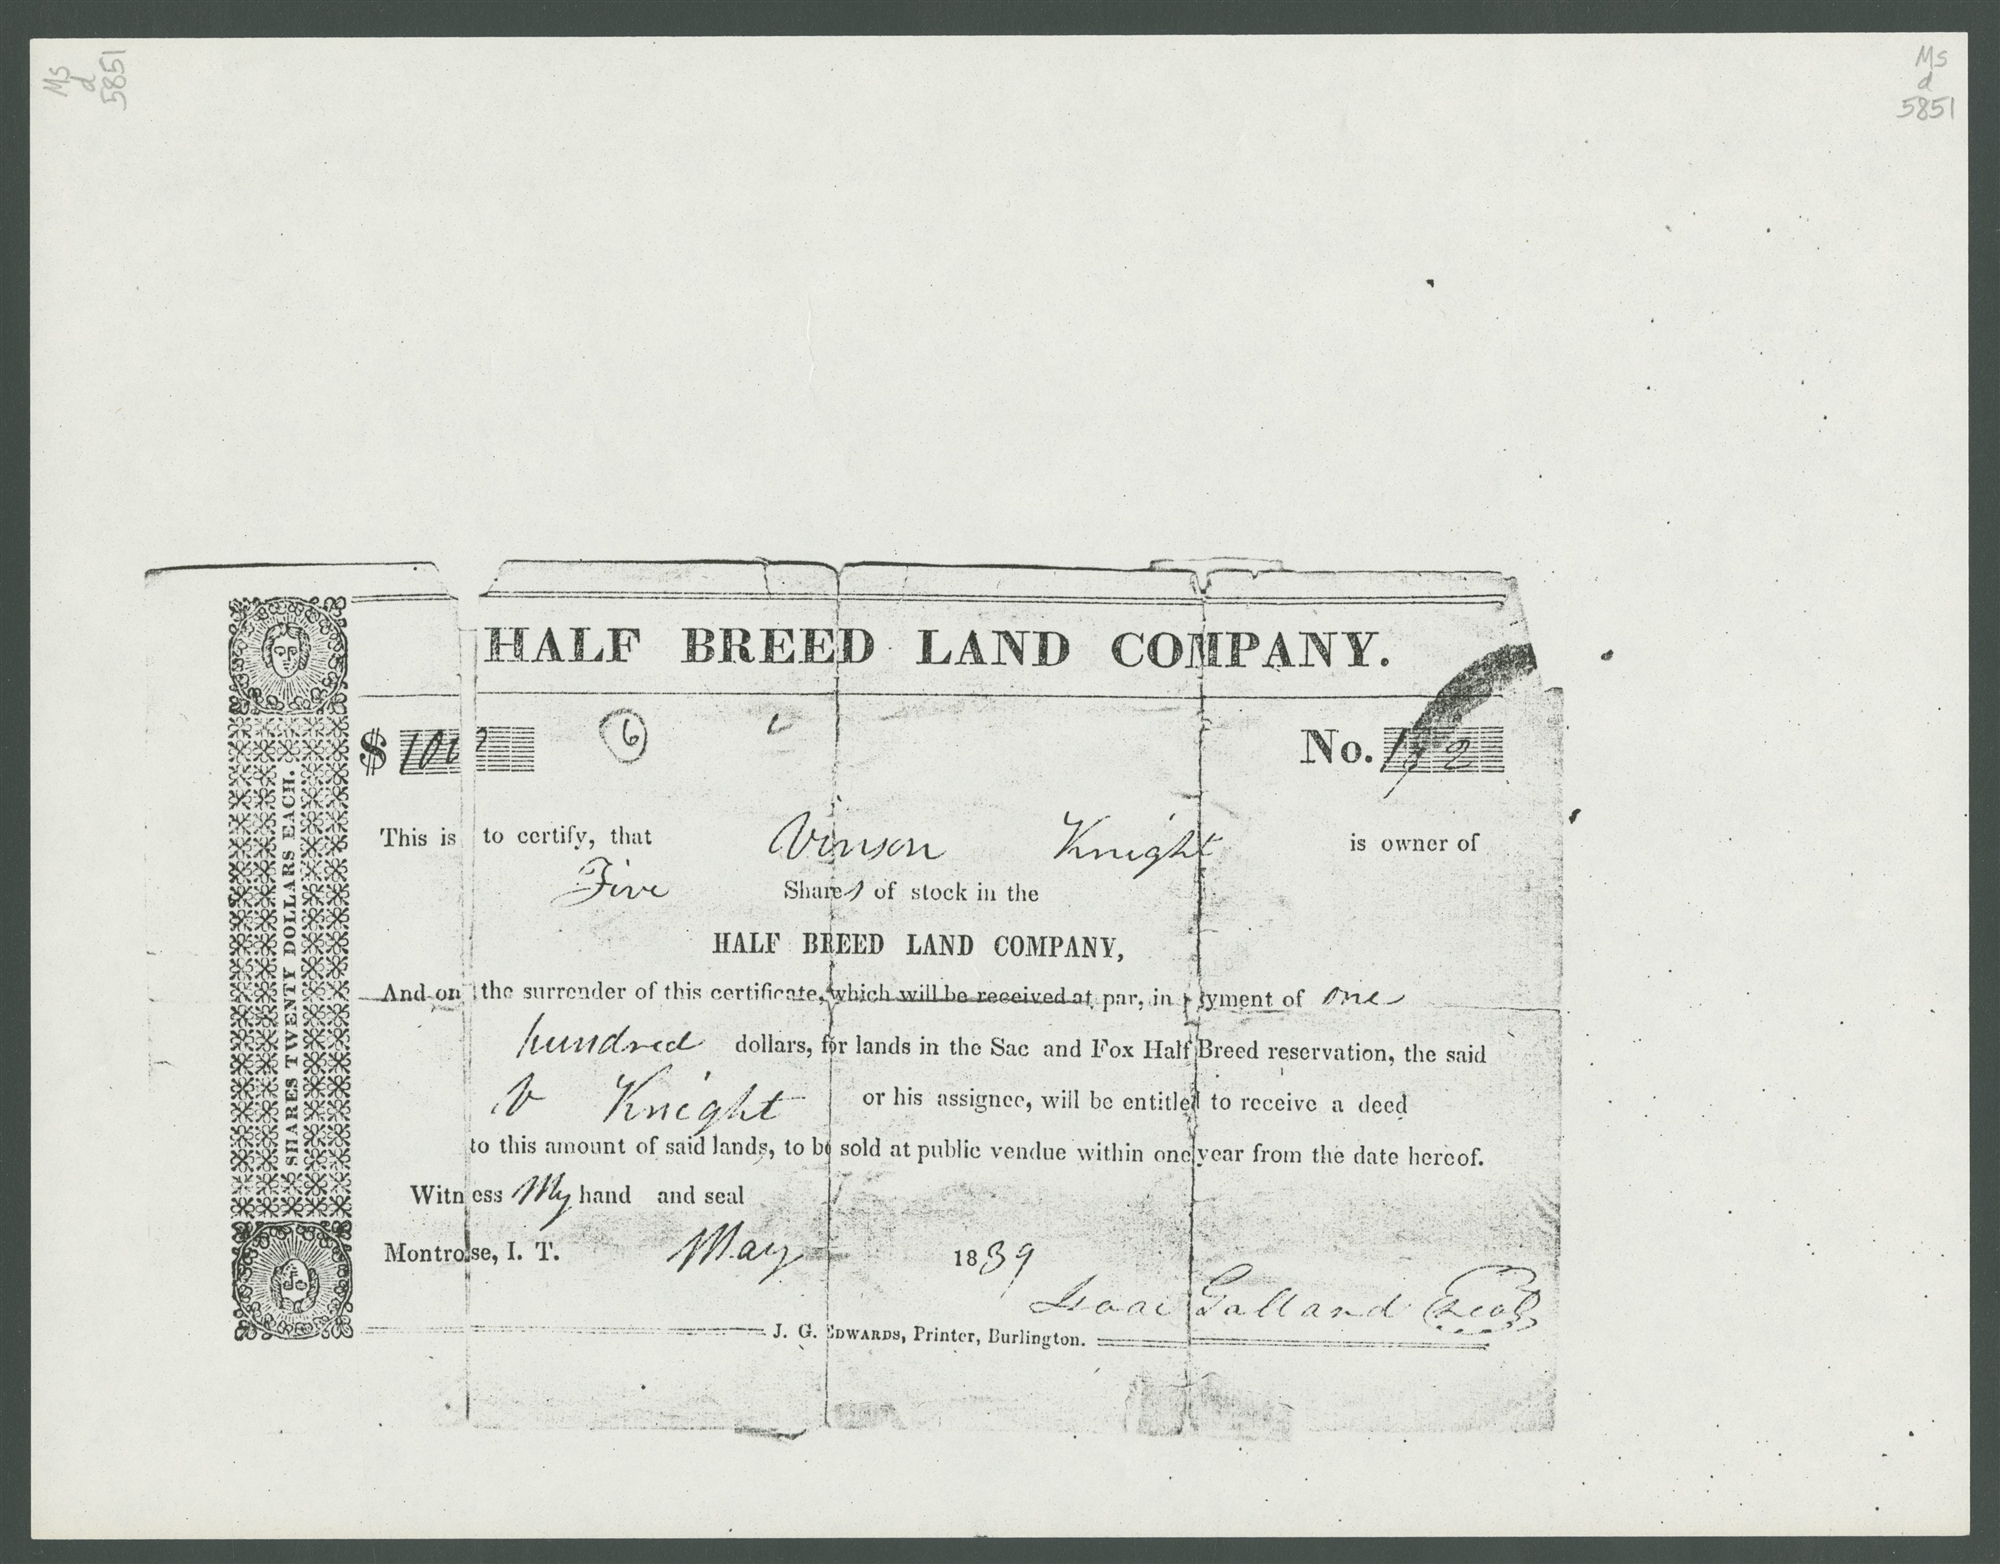 Ms
d
5851
Ms
d
5851
HALF BREED LAND COMPANY.
$ 100
6
No. 172
This is to certify, that Vinson Knight is owner of
Five Shares of stock in the
HALF BREED LAND COMPANY,
And on the surrender of this certificate, which will be received at par, in yment of one
hundred dollars, for lands in the Sac and Fox Half Breed reservation, the said
V Knight or his assignee, will be entitled to receive a deed
to this amount of said lands, to be sold at public vendue within one year from the date hereof.
Witness My hand and seal
Montrose, I. T. May 1839
Isaac Galland Seal
J. G. EDWARDS, Printer, Burlington.
SHARES TWENTY DOLLARS EACH.